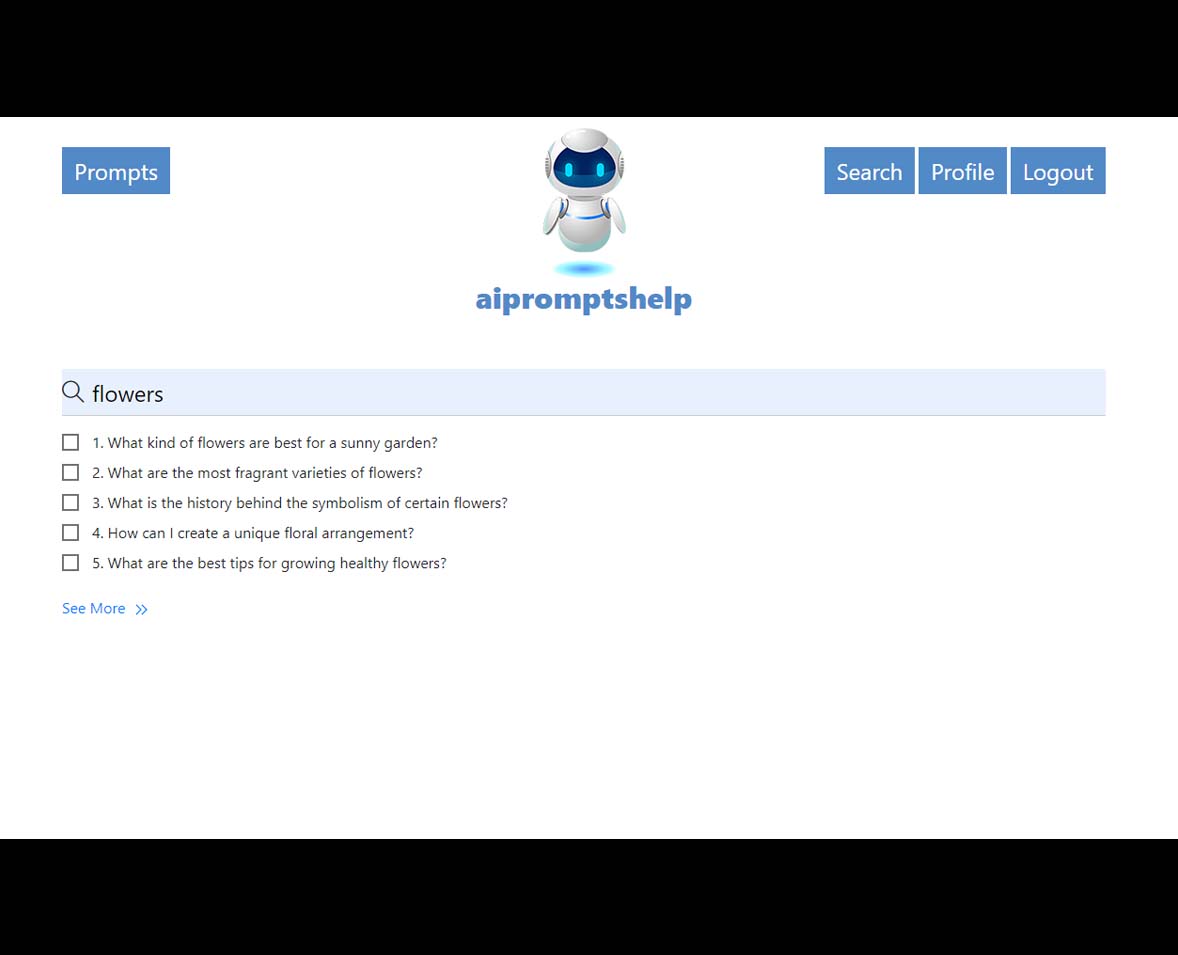 Prompts
Search Profile Logout
aipromptshelp
flowers
1. What kind of flowers are best for a sunny garden?
2. What are the most fragrant varieties of flowers?
3. What is the history behind the symbolism of certain flowers?
4. How can I create a unique floral arrangement?
5. What are the best tips for growing healthy flowers?
See More